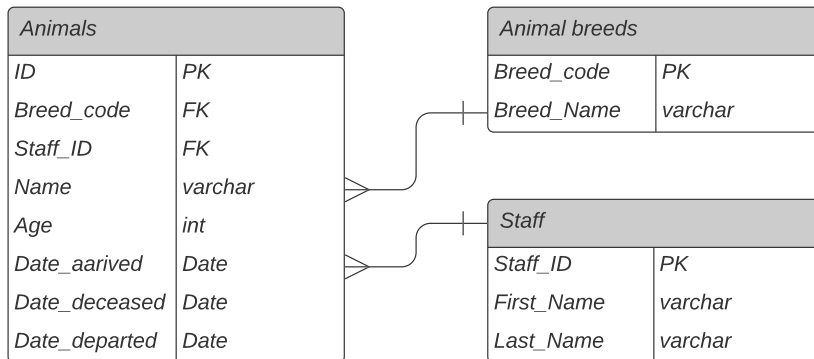 Animals
ID PK
Breed_code FK
Staff_ID FK
Name varchar
Age int
Date_aarived Date
Date_deceased Date
Date_departed Date
Animal breeds
Breed_code PK
Breed_Name varchar
Staff
Staff_ID PK
First_Name varchar
Last_Name varchar